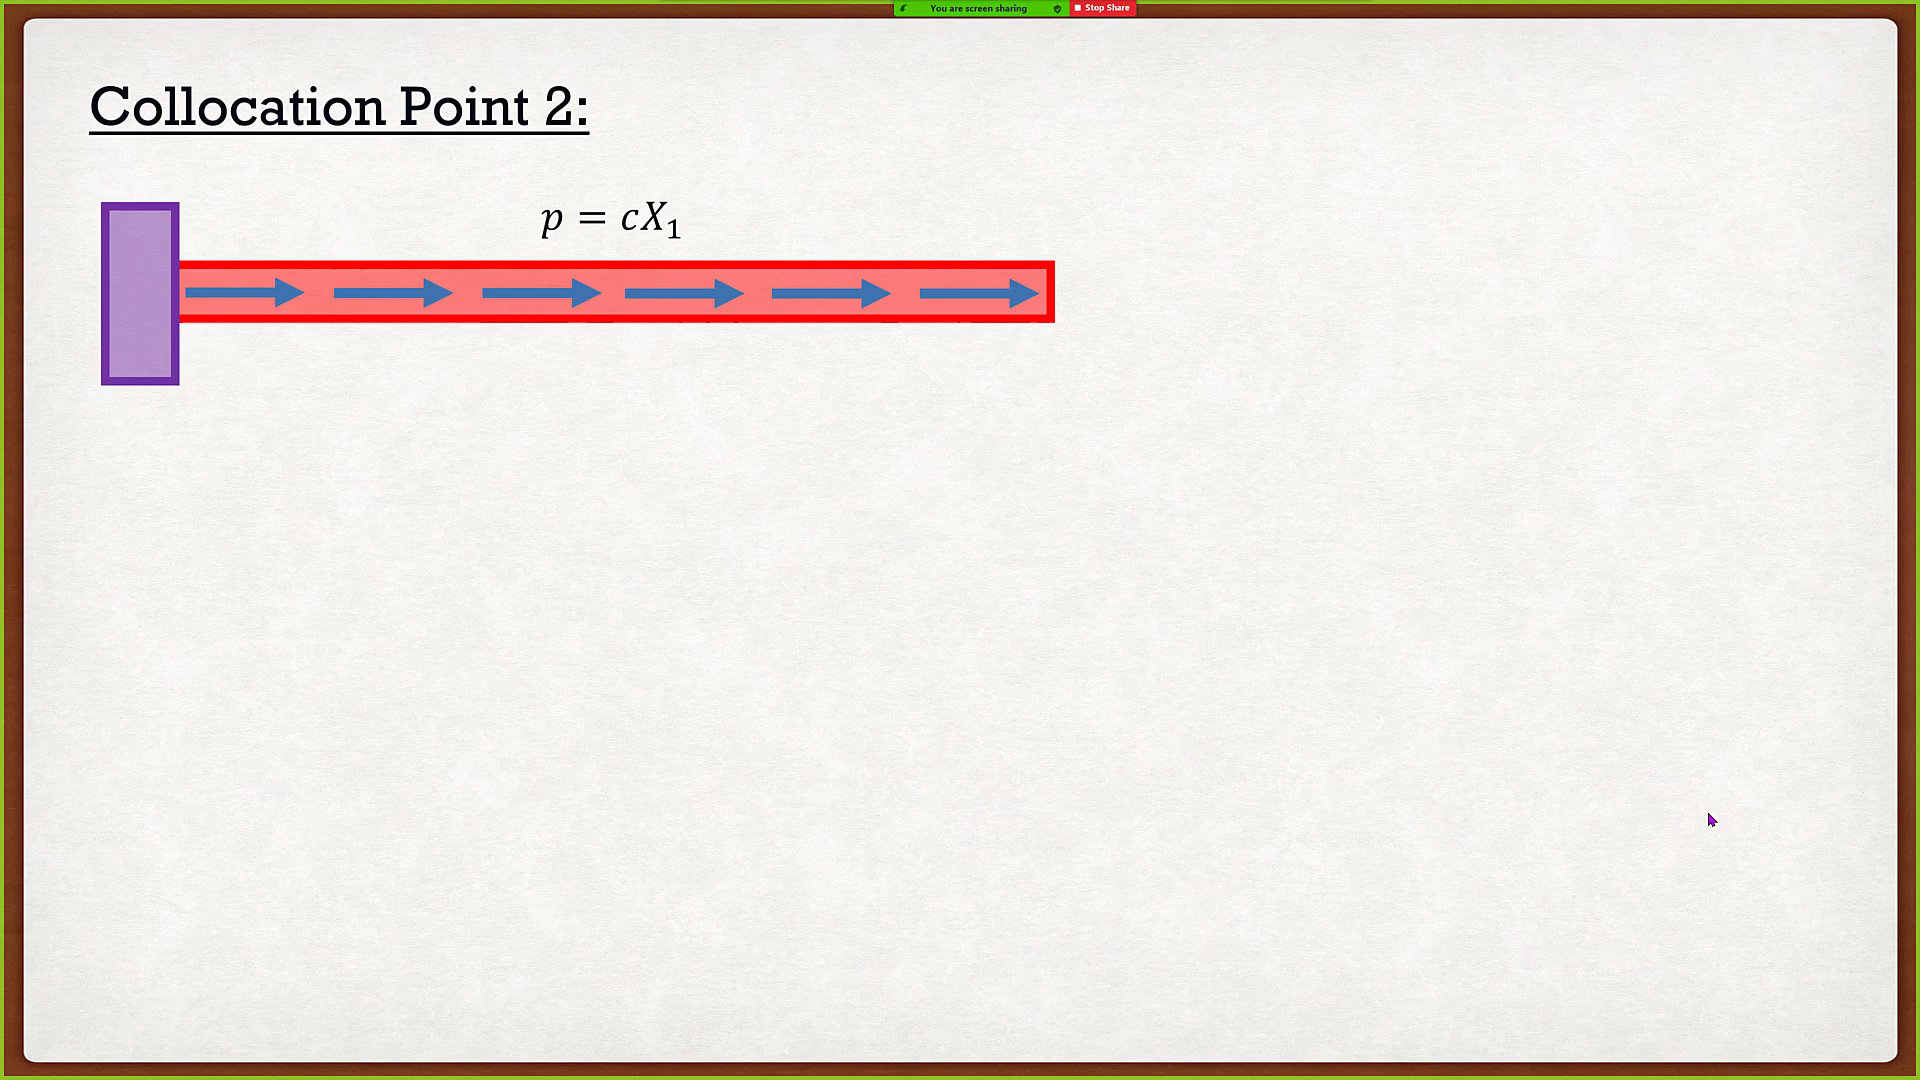 You are screen sharing Stop Share
Collocation Point 2:
p = cX₁